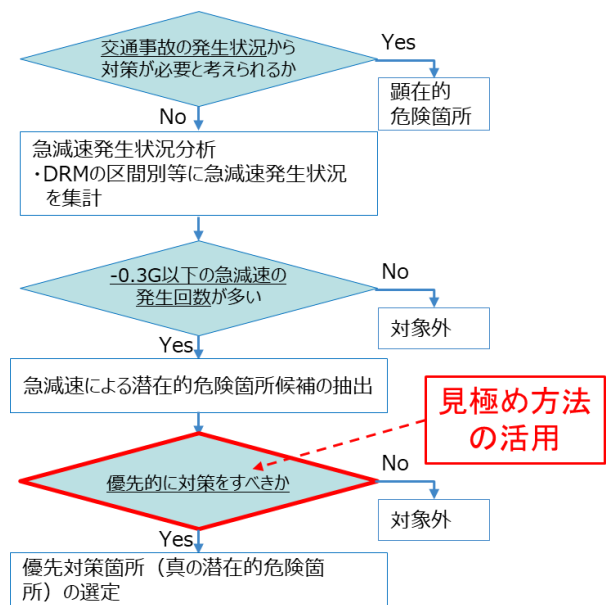 交通事故の発生状況から
対策が必要と考えられるか
Yes
顕在的
危険箇所
No
急減速発生状況分析
・DRMの区間別等に急減速発生状況
を集計
-0.3G以下の急減速の
発生回数が多い
No
対象外
Yes
急減速による潜在的危険箇所候補の抽出
見極め方法
の活用
優先的に対策をすべきか
No
対象外
Yes
優先対策箇所（真の潜在的危険箇
所）の選定